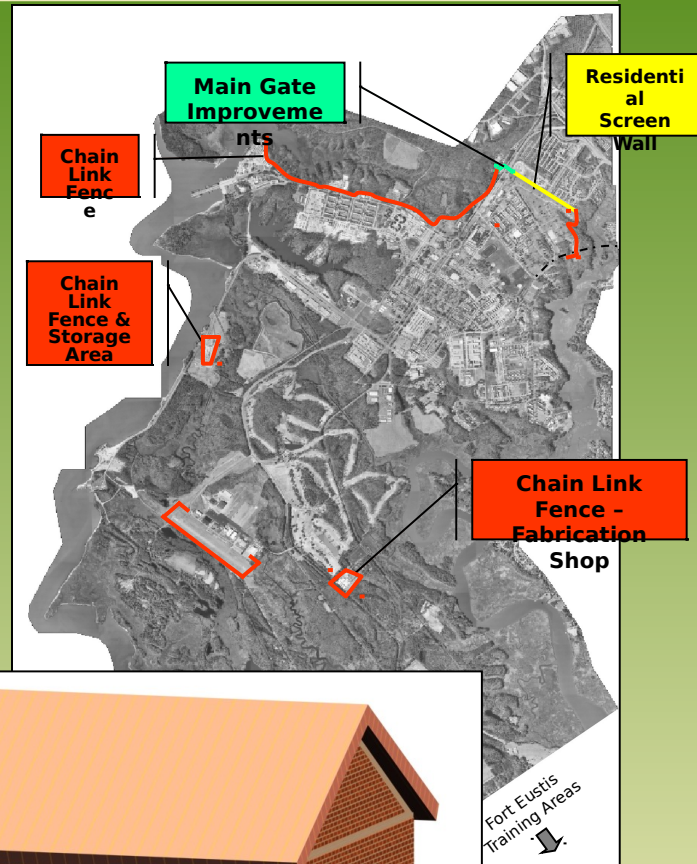 Main Gate
Improveme
nts
Residenti
al
Screen
Wall
Chain
Link
Fenc
e
Chain
Link
Fence &
Storage
Area
Chain Link
Fence –
Fabrication
Shop
Fort Eustis
Training Areas